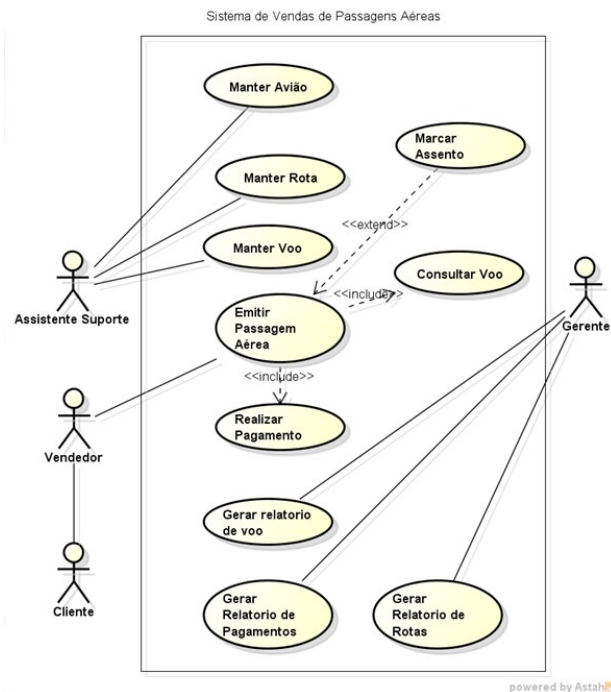 Sistema de Vendas de Passagens Aéreas
Manter Avião
Marcar
Assento
Manter Rota
<<extend>>
Manter Voo
Consultar Voo
<<include>>
Assistente Suporte
Gerente
Emitir
Passagem
Aérea
<<include>>
Vendedor
Realizar
Pagamento
Gerar relatorio
de voo
Cliente
Gerar
Relatorio de
Pagamentos
Gerar
Relatorio de
Rotas
powered by Astah